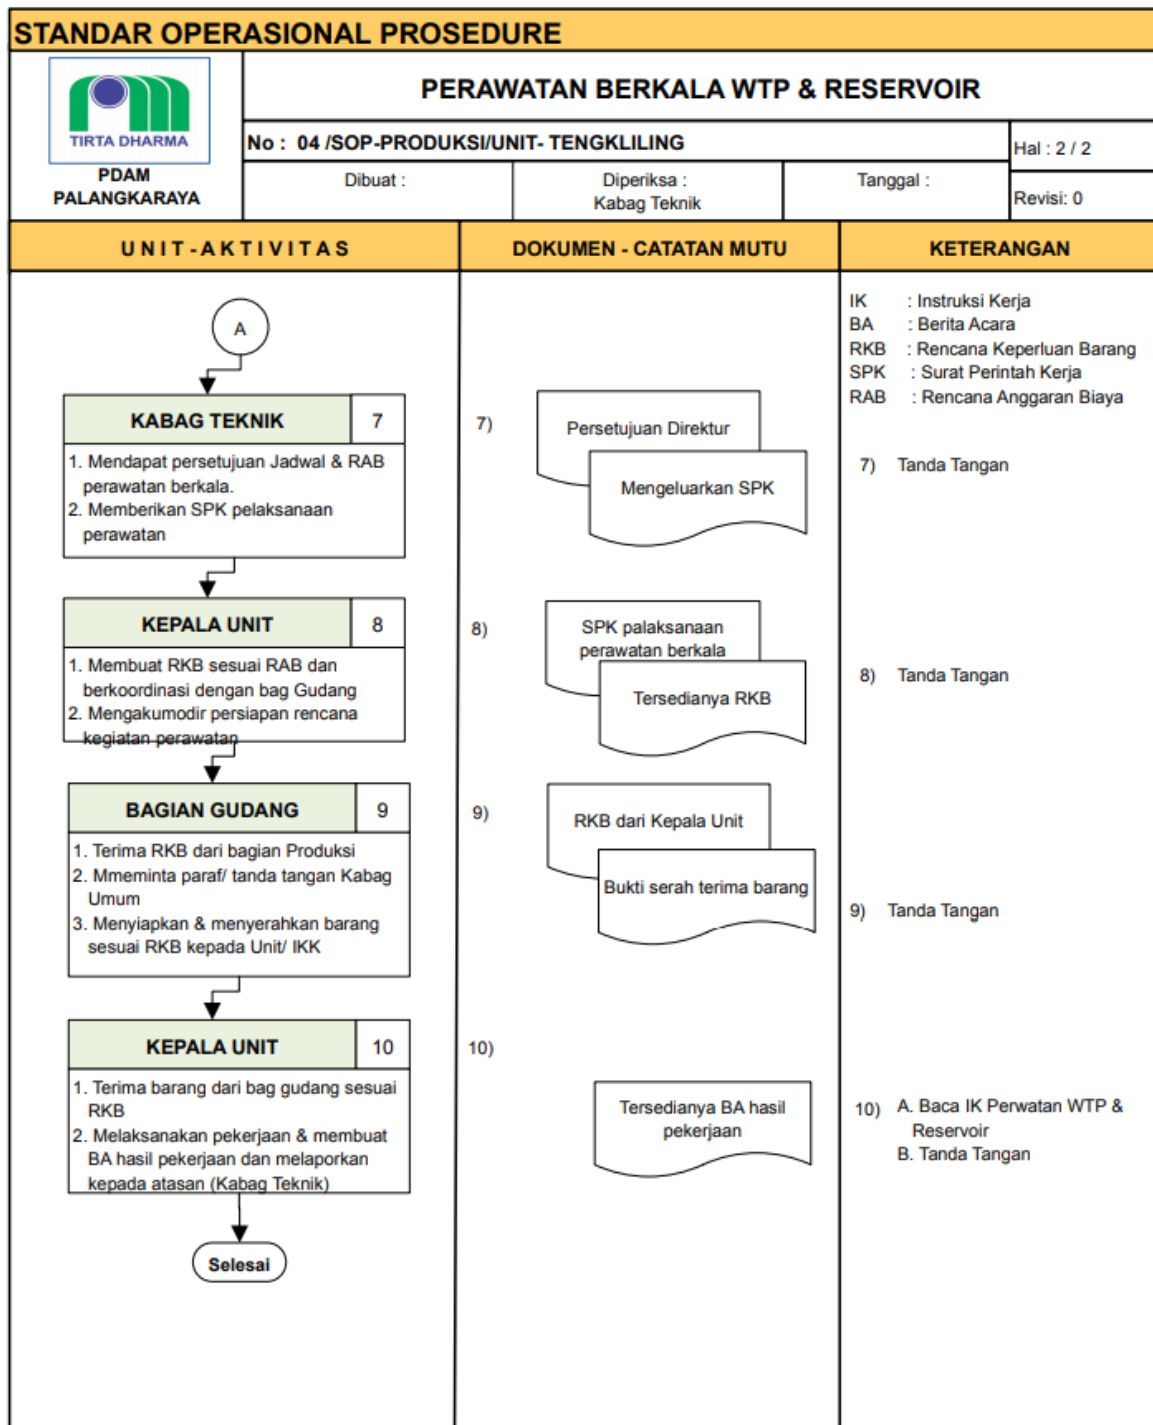 STANDAR OPERASIONAL PROSEDURE
TIRTA DHARMA
PDAM
PALANGKARAYA
PERAWATAN BERKALA WTP & RESERVOIR
No : 04 /SOP-PRODUKSI/UNIT- TENGKLILING
Hal : 2 / 2
Dibuat :
Diperiksa :
Kabag Teknik
Tanggal :
Revisi: 0
UNIT-AKTIVITAS
DOKUMEN - CATATAN MUTU
KETERANGAN
IK : Instruksi Kerja
BA : Berita Acara
RKB : Rencana Keperluan Barang
SPK : Surat Perintah Kerja
RAB : Rencana Anggaran Biaya
A
KABAG TEKNIK 7
1. Mendapat persetujuan Jadwal & RAB
perawatan berkala.
2. Memberikan SPK pelaksanaan
perawatan
7)
Persetujuan Direktur
Mengeluarkan SPK
7) Tanda Tangan
KEPALA UNIT 8
1. Membuat RKB sesuai RAB dan
berkoordinasi dengan bag Gudang
2. Mengakumodir persiapan rencana
kegiatan perawatan
8)
SPK palaksanaan
perawatan berkala
Tersedianya RKB
8) Tanda Tangan
BAGIAN GUDANG 9
1. Terima RKB dari bagian Produksi
2. Mmeminta paraf/ tanda tangan Kabag
Umum
3. Menyiapkan & menyerahkan barang
sesuai RKB kepada Unit/ IKK
9)
RKB dari Kepala Unit
Bukti serah terima barang
9) Tanda Tangan
KEPALA UNIT 10
1. Terima barang dari bag gudang sesuai
RKB
2. Melaksanakan pekerjaan & membuat
BA hasil pekerjaan dan melaporkan
kepada atasan (Kabag Teknik)
10)
Tersedianya BA hasil
pekerjaan
10) A. Baca IK Perwatan WTP &
Reservoir
B. Tanda Tangan
Selesai